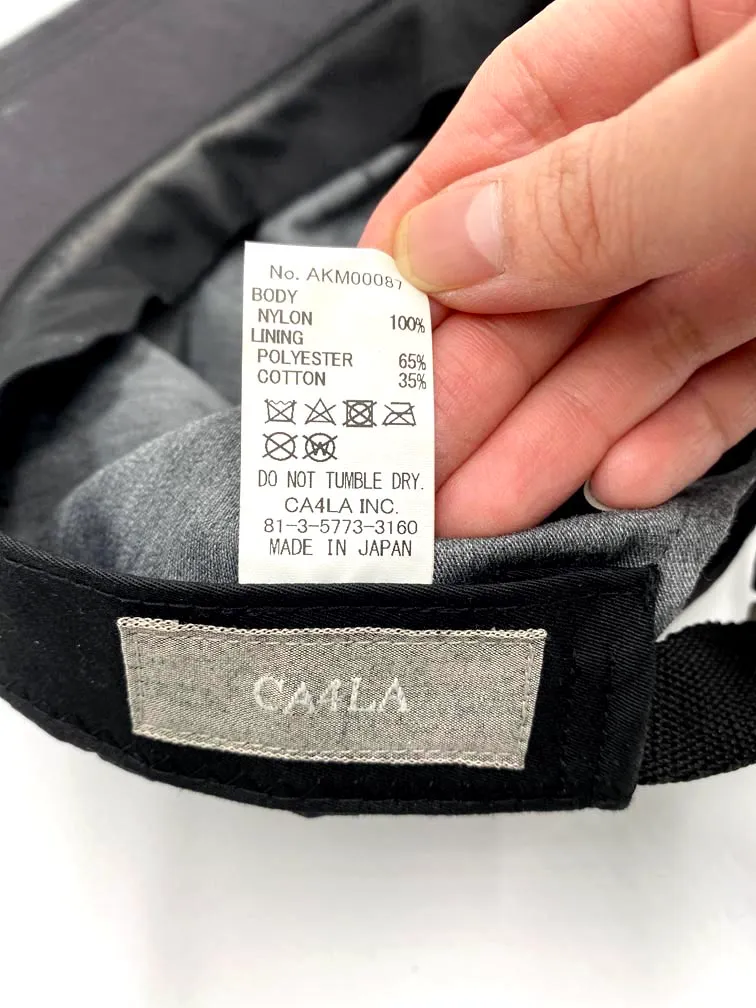 No. AKM00087
BODY
NYLON 100%
LINING
POLYESTER 65%
COTTON 35%
W
DO NOT TUMBLE DRY.
CA4LA INC.
81-3-5773-3160
MADE IN JAPAN
CA4LA